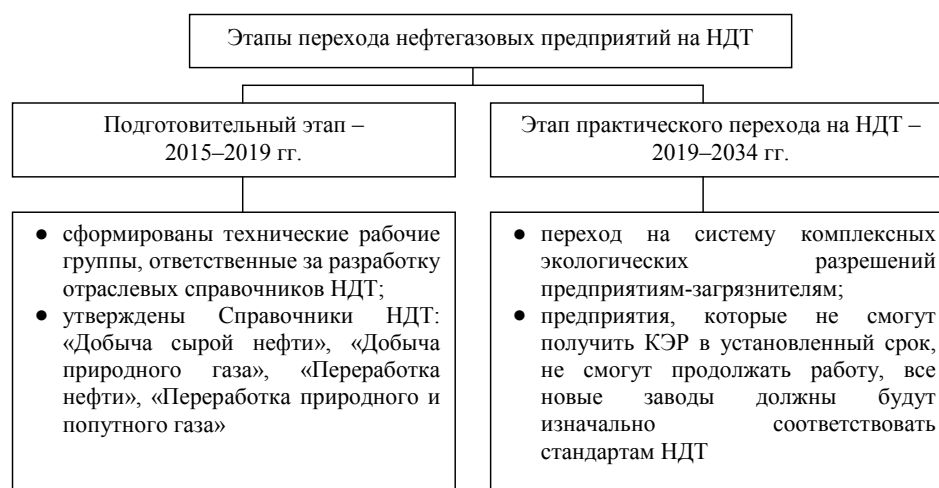 Этапы перехода нефтегазовых предприятий на НДТ
Подготовительный этап –
2015–2019 гг.
Этап практического перехода на НДТ –
2019–2034 гг.
● сформированы технические рабочие
группы, ответственные за разработку
отраслевых справочников НДТ;
● утверждены Справочники НДТ:
«Добыча сырой нефти», «Добыча
природного газа», «Переработка
нефти», «Переработка природного и
попутного газа»
● переход на систему комплексных
экологических разрешений
предприятиям-загрязнителям;
● предприятия, которые не смогут
получить КЭР в установленный срок,
не смогут продолжать работу, все
новые заводы должны будут
изначально соответствовать
стандартам НДТ